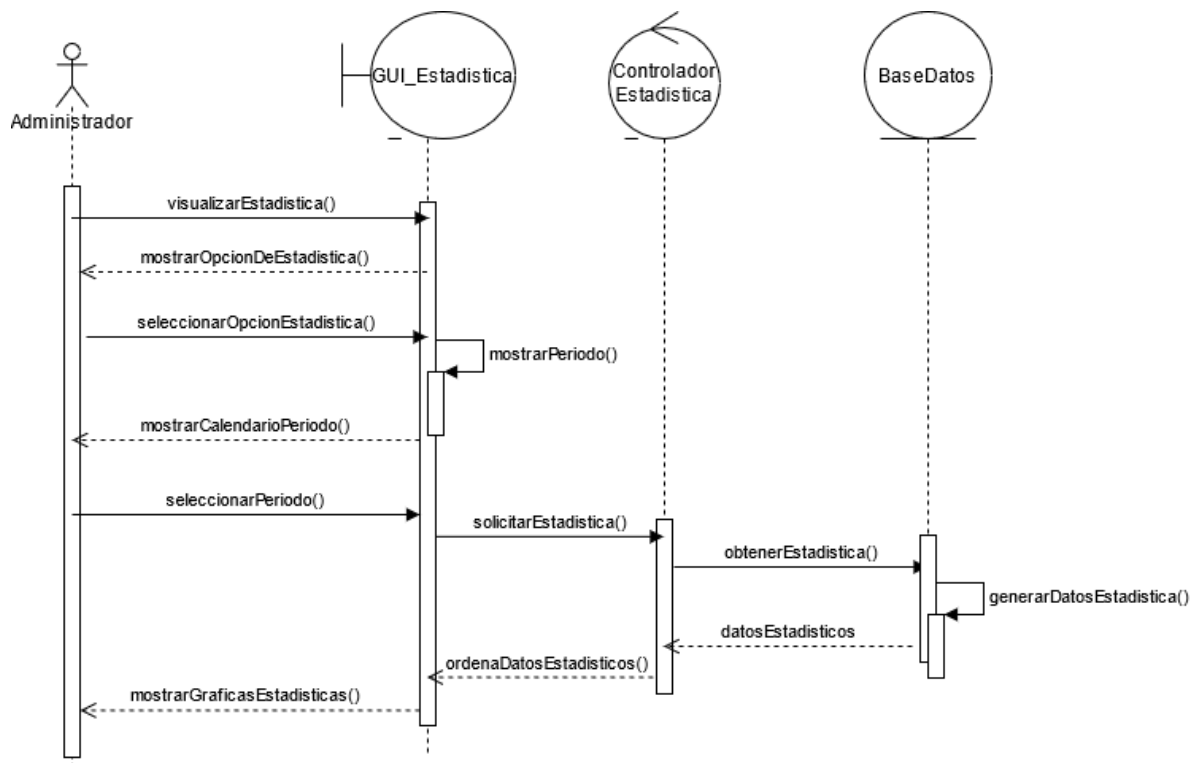 Administrador
GUI_Estadistica
Controlador
Estadistica
BaseDatos
visualizarEstadistica()
mostrarOpcionDeEstadistica()
seleccionarOpcionEstadistica()
mostrarPeriodo()
mostrarCalendarioPeriodo()
seleccionarPeriodo()
solicitarEstadistica()
obtenerEstadistica()
generarDatosEstadistica()
datosEstadisticos
ordenaDatosEstadisticos()
mostrarGraficasEstadisticas()